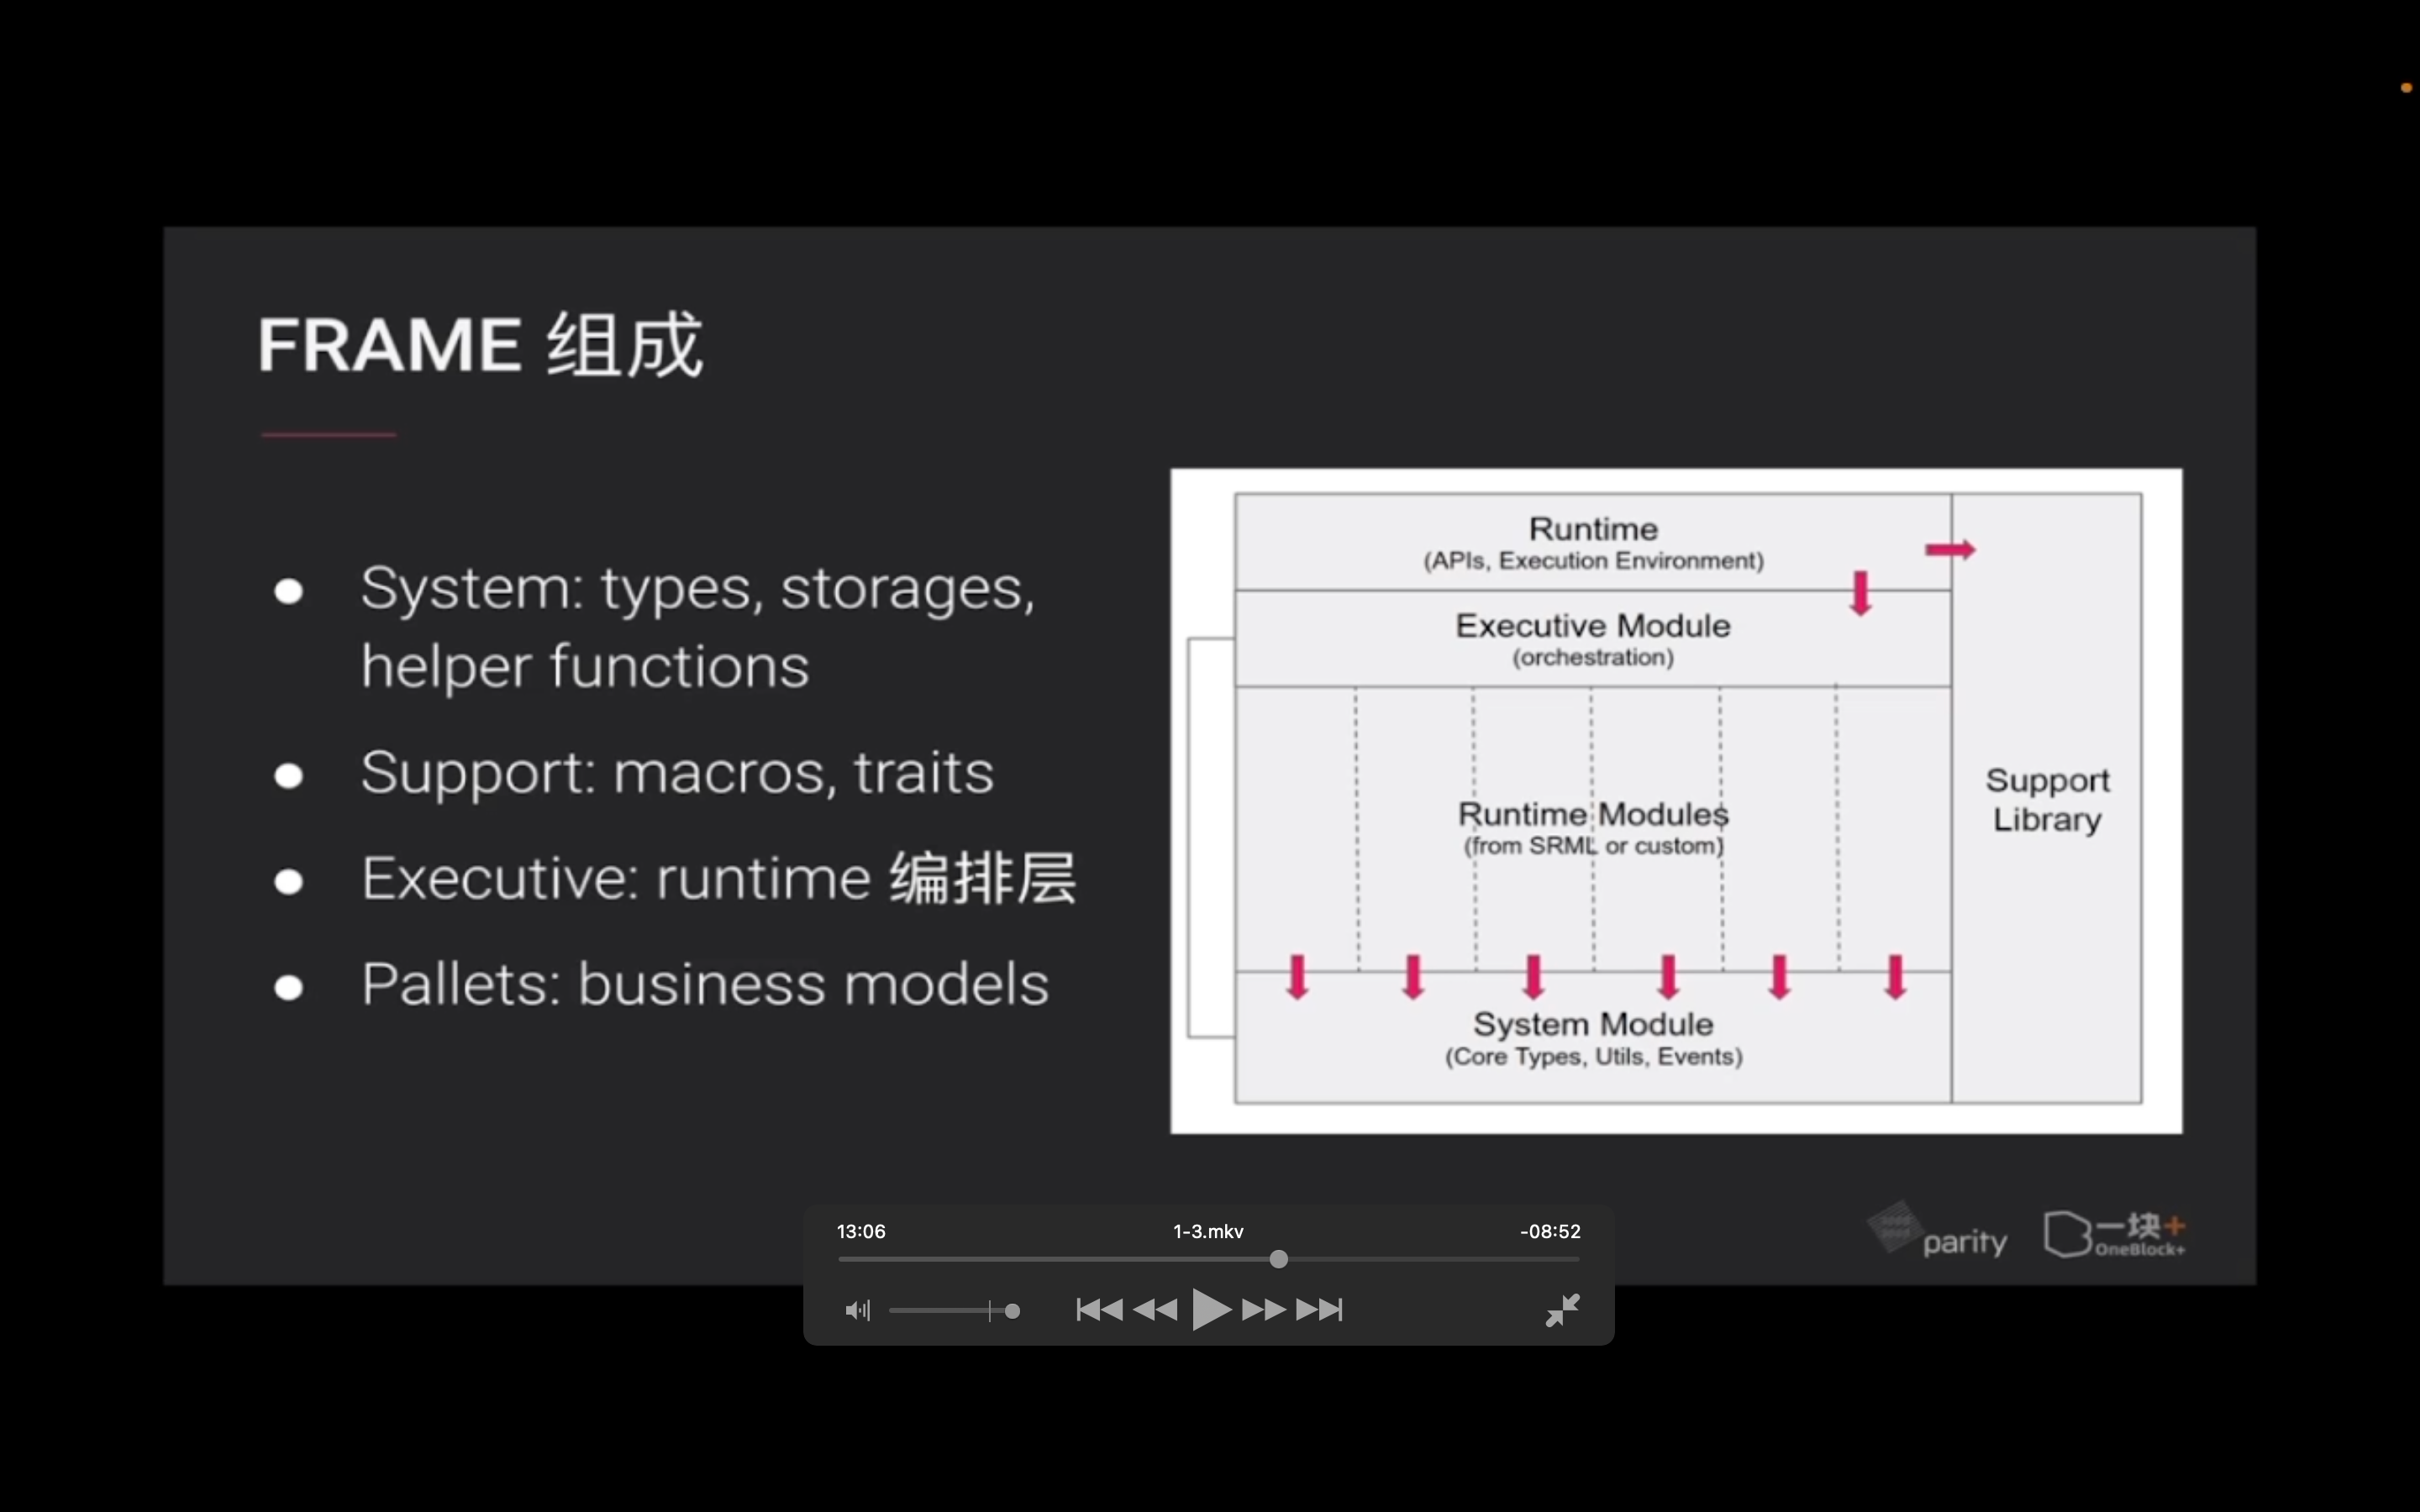 FRAME 组成
● System: types, storages,
helper functions
● Support: macros, traits
● Executive: runtime 编排层
● Pallets: business models
Runtime
(APIs, Execution Environment)
Executive Module
(orchestration)
Runtime Modules
(from SRML or custom)
System Module
(Core Types, Utils, Events)
Support
Library
parity
一块+
OneBlock+
13:06
1-3.mkv
-08:52